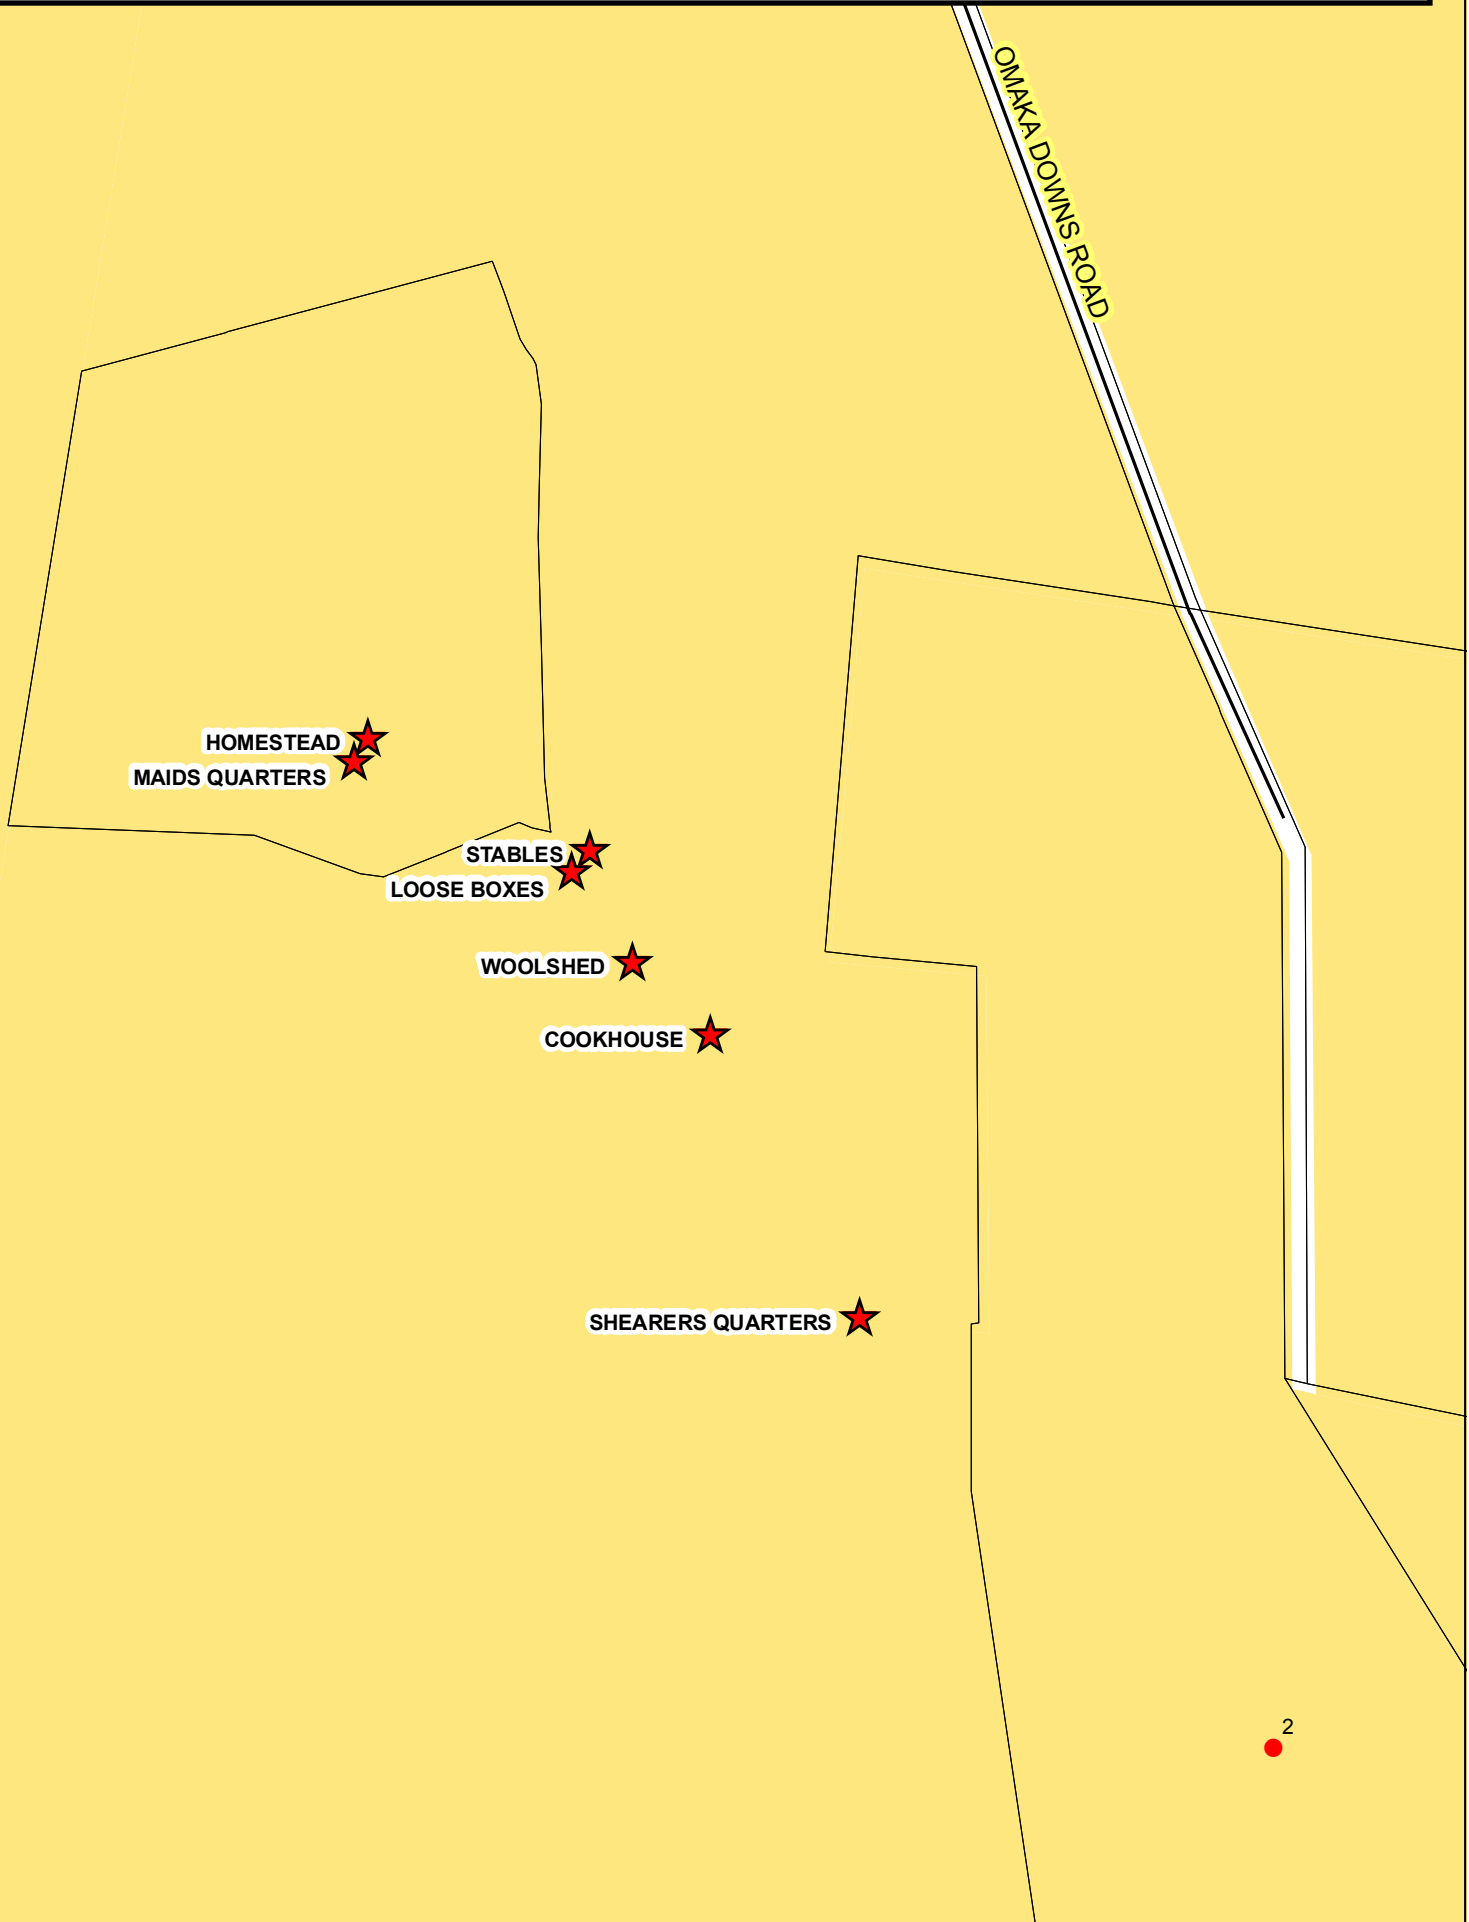 OMAKA DOWNS ROAD
HOMESTEAD
MAIDS QUARTERS
STABLES
LOOSE BOXES
WOOLSHED
COOKHOUSE
SHEARERS QUARTERS
2